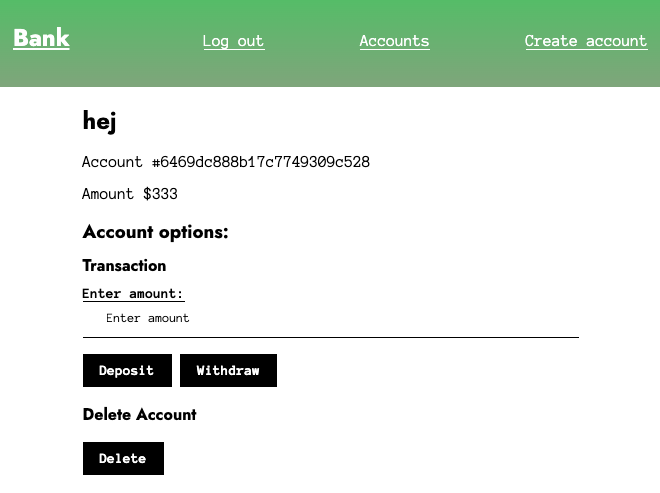 Bank Log out Accounts Create account
hej
Account #6469dc888b17c7749309c528
Amount $333
Account options:
Transaction
Enter amount:
Enter amount
Deposit Withdraw
Delete Account
Delete